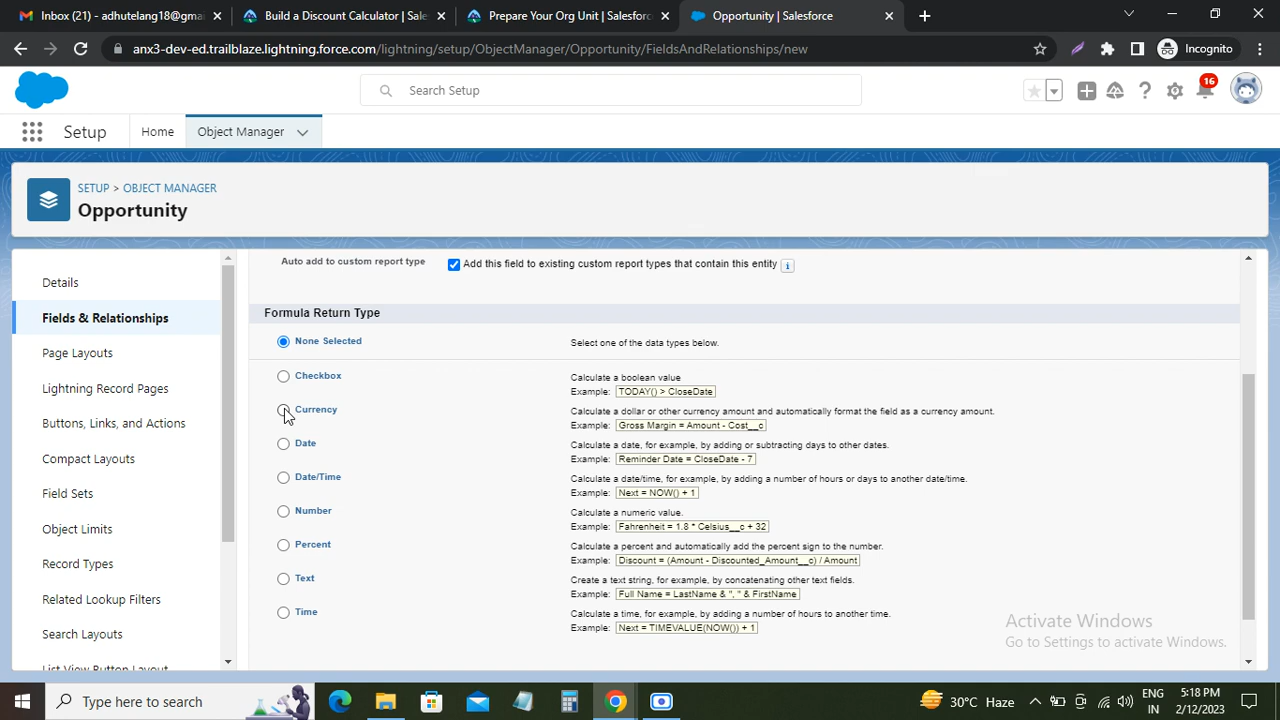 Inbox (21) - adhutelang18@gma
Build a Discount Calculator | Sale
Prepare Your Org Unit | Salesforc
Opportunity | Salesforce
anx3-dev-ed.trailblaze.lightning.force.com/lightning/setup/ObjectManager/Opportunity/FieldsAndRelationships/new
Incognito
Search Setup
16
Setup
Home
Object Manager
SETUP > OBJECT MANAGER
Opportunity
Details
Fields & Relationships
Page Layouts
Lightning Record Pages
Buttons, Links, and Actions
Compact Layouts
Field Sets
Object Limits
Record Types
Related Lookup Filters
Search Layouts
List View Button Layout
Auto add to custom report type
Add this field to existing custom report types that contain this entity
Formula Return Type
None Selected
Select one of the data types below.
Checkbox
Calculate a boolean value
Example: TODAY() > CloseDate
Currency
Calculate a dollar or other currency amount and automatically format the field as a currency amount.
Example: Gross Margin = Amount - Cost__c
Date
Calculate a date, for example, by adding or subtracting days to other dates.
Example: Reminder Date = CloseDate - 7
Date/Time
Calculate a date/time, for example, by adding a number of hours or days to another date/time.
Example: Next = NOW() + 1
Number
Calculate a numeric value.
Example: Fahrenheit = 1.8 * Celsius__c + 32
Percent
Calculate a percent and automatically add the percent sign to the number.
Example: Discount = (Amount - Discounted_Amount__c) / Amount
Text
Create a text string, for example, by concatenating other text fields.
Example: Full Name = LastName & ", " & FirstName
Time
Calculate a time, for example, by adding a number of hours to another time.
Example: Next = TIMEVALUE(NOW()) + 1
Activate Windows
Go to Settings to activate Windows.
Type here to search
30°C Haze
ENG
IN
5:18 PM
2/12/2023